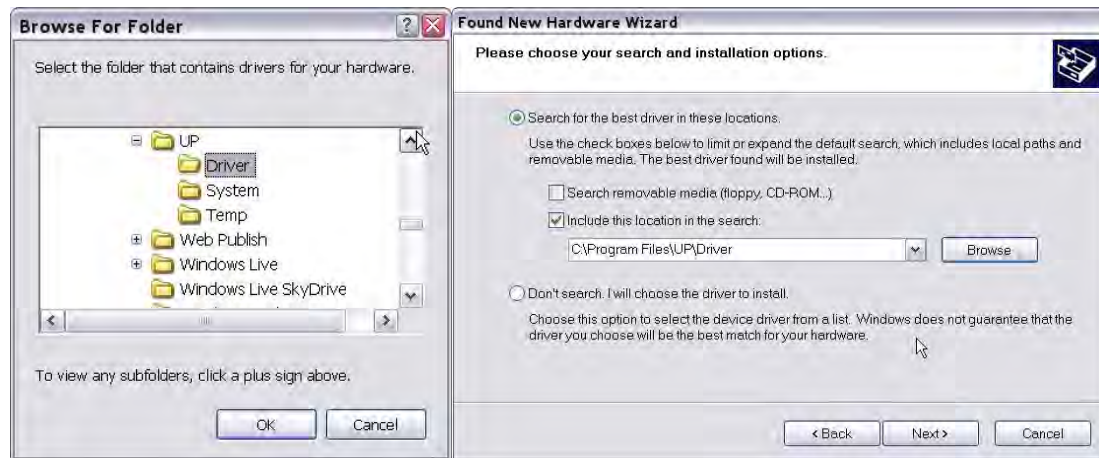 Browse For Folder
Select the folder that contains drivers for your hardware.
UP
Driver
System
Temp
Web Publish
Windows Live
Windows Live SkyDrive
To view any subfolders, click a plus sign above.
OK
Cancel
Found New Hardware Wizard
Please choose your search and installation options.
Search for the best driver in these locations.
Use the check boxes below to limit or expand the default search, which includes local paths and
removable media. The best driver found will be installed.
Search removable media (floppy, CD-ROM...)
Include this location in the search:
C:\Program Files\UP\Driver
Browse
Don't search. I will choose the driver to install.
Choose this option to select the device driver from a list. Windows does not guarantee that the
driver you choose will be the best match for your hardware.
< Back
Next >
Cancel